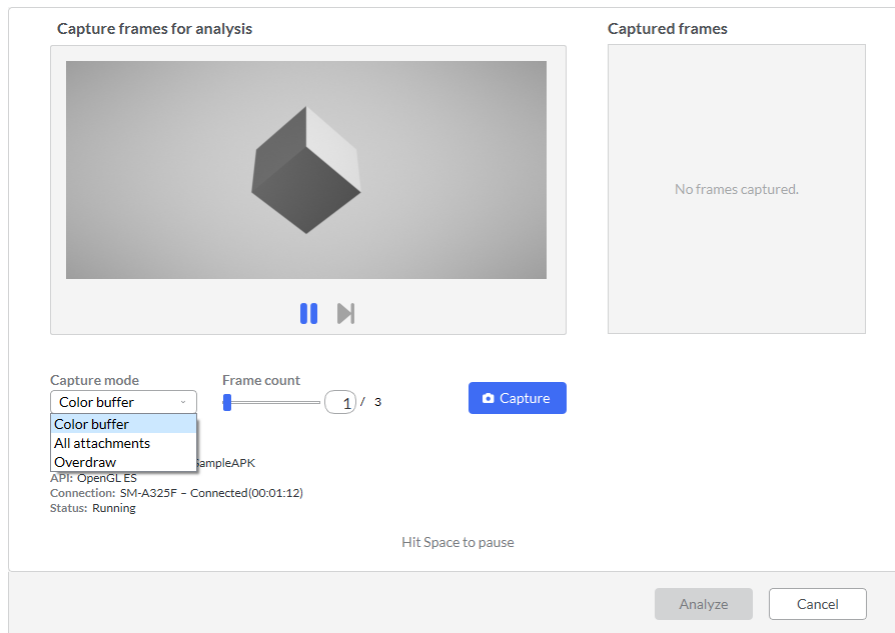 Capture frames for analysis
Captured frames
No frames captured.
Capture mode
Frame count
Color buffer
1 / 3
Capture
Color buffer
All attachments
Overdraw
SampleAPK
API: OpenGL ES
Connection: SM-A325F – Connected(00:01:12)
Status: Running
Hit Space to pause
Analyze
Cancel